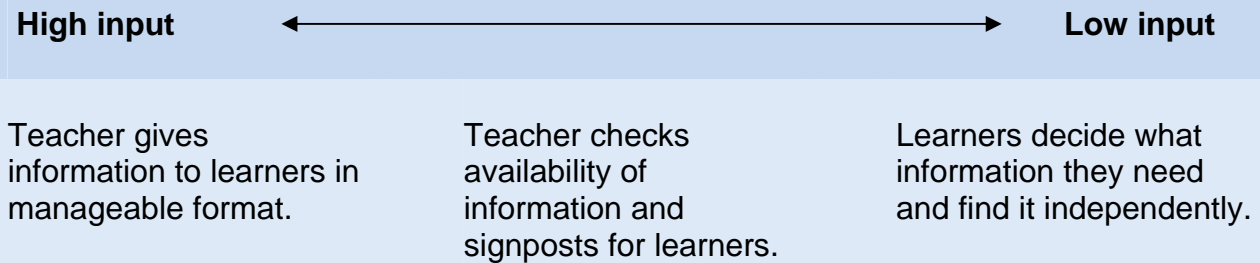 High input Low input
Teacher gives
information to learners in
manageable format.
Teacher checks
availability of
information and
signposts for learners.
Learners decide what
information they need
and find it independently.